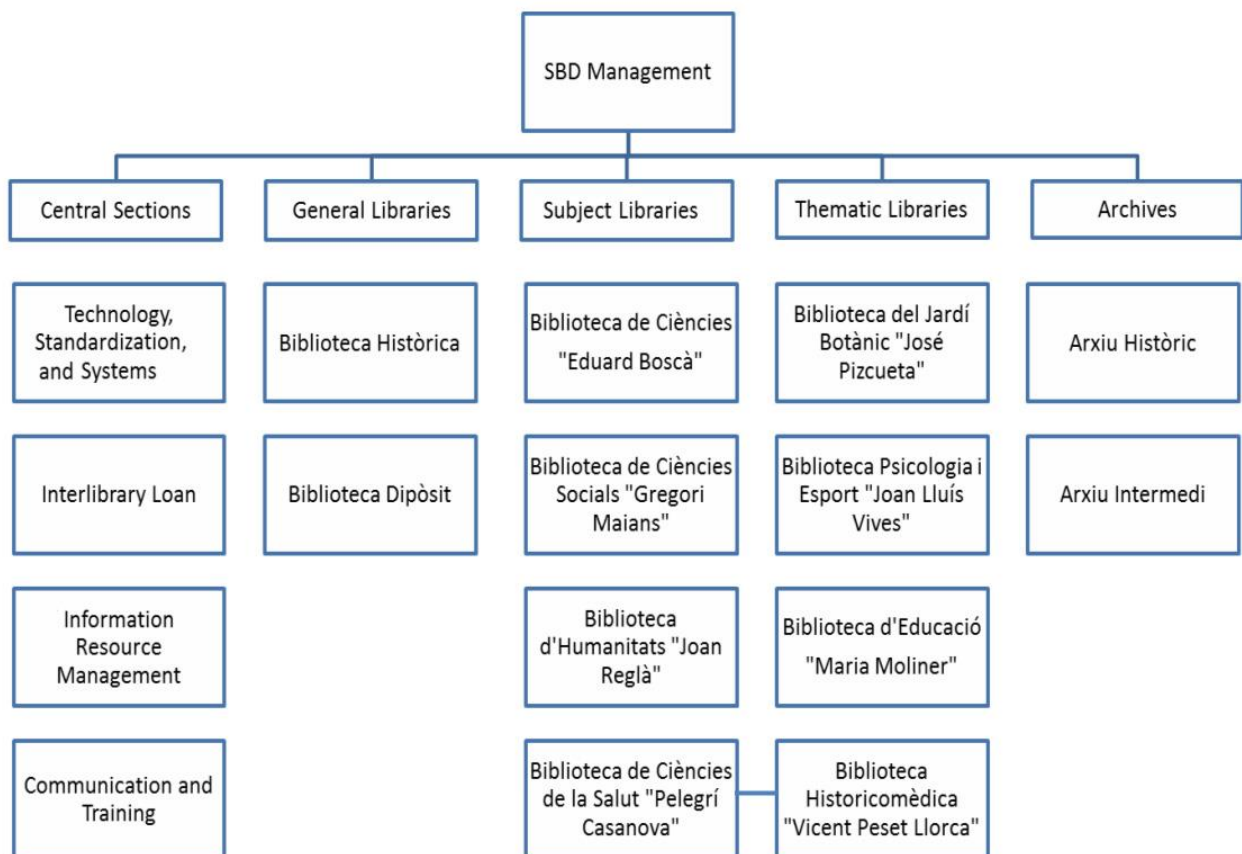 SBD Management
Central Sections
General Libraries
Subject Libraries
Thematic Libraries
Archives
Technology,
Standardization,
and Systems
Biblioteca Històrica
Biblioteca de Ciències
"Eduard Boscà"
Biblioteca del Jardí
Botànic "José
Pizcueta"
Arxiu Històric
Interlibrary Loan
Biblioteca Dipòsit
Biblioteca de Ciències
Socials "Gregori
Maians"
Biblioteca Psicologia i
Esport "Joan Lluís
Vives"
Arxiu Intermedi
Information
Resource
Management
Biblioteca
d'Humanitats "Joan
Reglà"
Biblioteca d'Educació
"Maria Moliner"
Communication and
Training
Biblioteca de Ciències
de la Salut "Pelegrí
Casanova"
Biblioteca
Historicomèdica
"Vicent Peset Llorca"